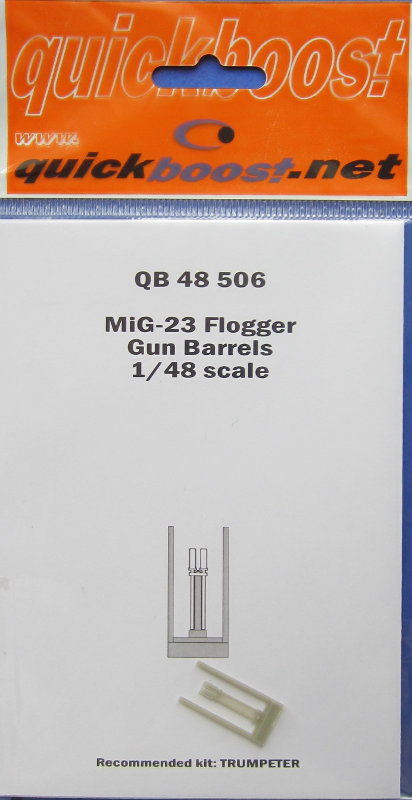 quickboost
www.
quickboost.net
QB 48 506
MiG-23 Flogger
Gun Barrels
1/48 scale
Recommended kit: TRUMPETER